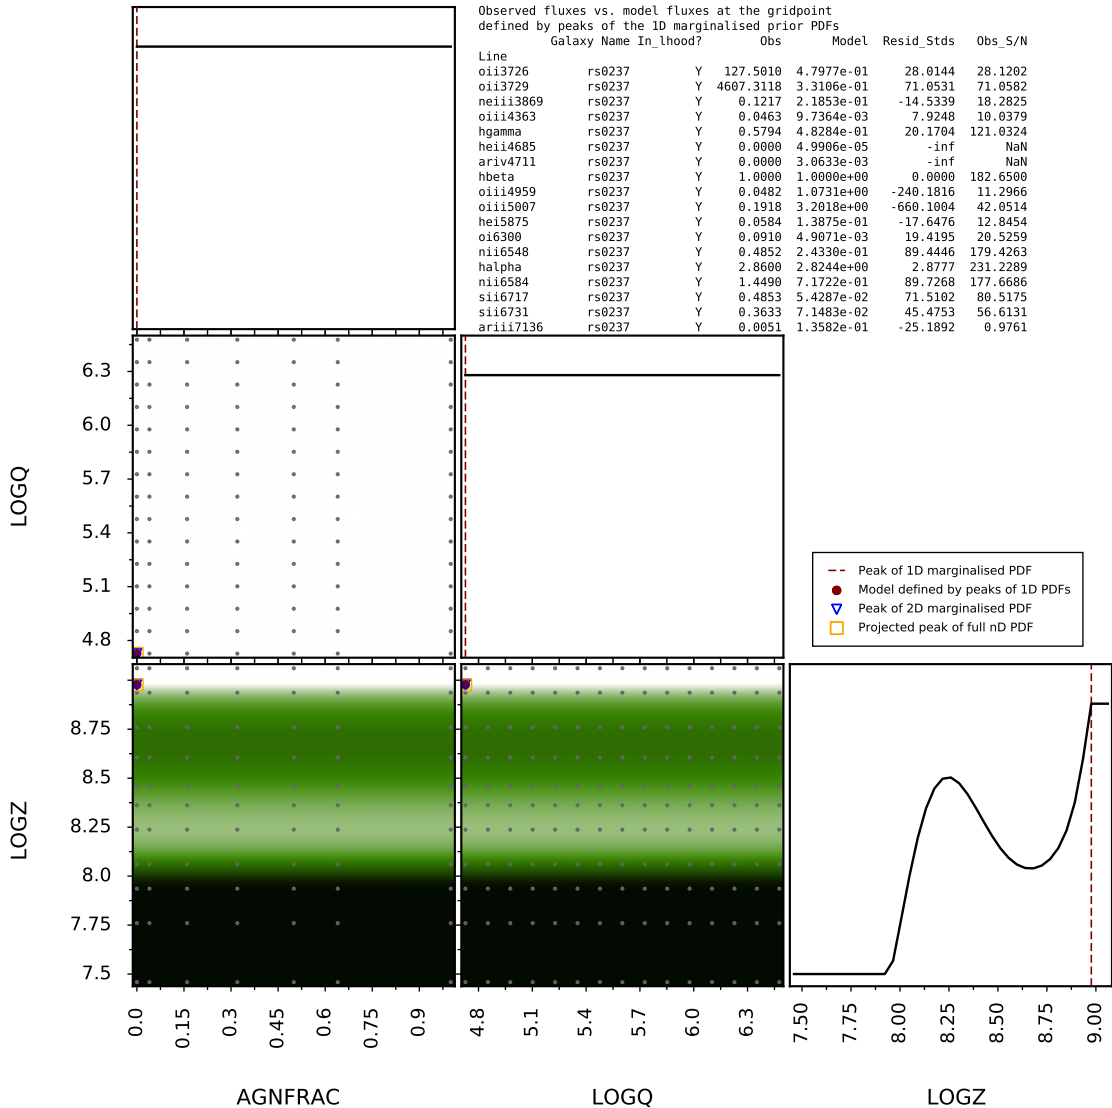 Observed fluxes vs. model fluxes at the gridpoint
defined by peaks of the 1D marginalised prior PDFs
Galaxy Name In_lhood? Obs Model Resid_Stds Obs_S/N
Line
oii3726 rs0237 Y 127.5010 4.7977e-01 28.0144 28.1202
oii3729 rs0237 Y 4607.3118 3.3106e-01 71.0531 71.0582
neiii3869 rs0237 Y 0.1217 2.1853e-01 -14.5339 18.2825
oiii4363 rs0237 Y 0.0463 9.7364e-03 7.9248 10.0379
hgamma rs0237 Y 0.5794 4.8284e-01 20.1704 121.0324
heii4685 rs0237 Y 0.0000 4.9906e-05 -inf NaN
ariv4711 rs0237 Y 0.0000 3.0633e-03 -inf NaN
hbeta rs0237 Y 1.0000 1.0000e+00 0.0000 182.6500
oiii4959 rs0237 Y 0.0482 1.0731e+00 -240.1816 11.2966
oiii5007 rs0237 Y 0.1918 3.2018e+00 -660.1004 42.0514
hei5875 rs0237 Y 0.0584 1.3875e-01 -17.6476 12.8454
oi6300 rs0237 Y 0.0910 4.9071e-03 19.4195 20.5259
nii6548 rs0237 Y 0.4852 2.4330e-01 89.4446 179.4263
halpha rs0237 Y 2.8600 2.8244e+00 2.8777 231.2289
nii6584 rs0237 Y 1.4490 7.1722e-01 89.7268 177.6686
sii6717 rs0237 Y 0.4853 5.4287e-02 71.5102 80.5175
sii6731 rs0237 Y 0.3633 7.1483e-02 45.4753 56.6131
ariii7136 rs0237 Y 0.0051 1.3582e-01 -25.1892 0.9761
6.3
6.0
5.7
5.4
5.1
4.8
LOGQ
Peak of 1D marginalised PDF
Model defined by peaks of 1D PDFs
Peak of 2D marginalised PDF
Projected peak of full nD PDF
8.75
8.5
8.25
8.0
7.75
7.5
LOGZ
0.0 0.15 0.3 0.45 0.6 0.75 0.9
4.8 5.1 5.4 5.7 6.0 6.3
7.50 7.75 8.00 8.25 8.50 8.75 9.00
AGNFRAC LOGQ LOGZ